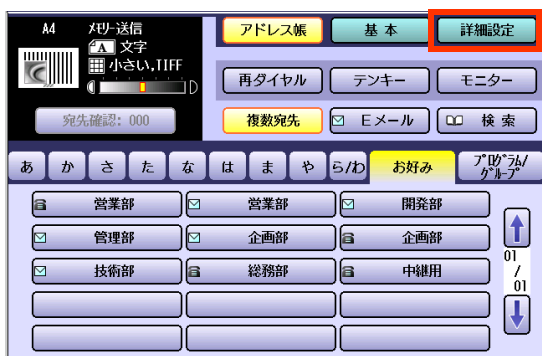 A4 メモリー送信 アドレス帳 基本 詳細設定
A 文字
小さい,TIFF
D
再ダイヤル テンキー モニター
宛先確認: 000 複数宛先 Eメール 検索
あ か さ た な は ま や ら/わ お好み プログラム/
グループ
営業部 営業部 開発部
管理部 企画部 企画部
技術部 総務部 中継用
01
/
01